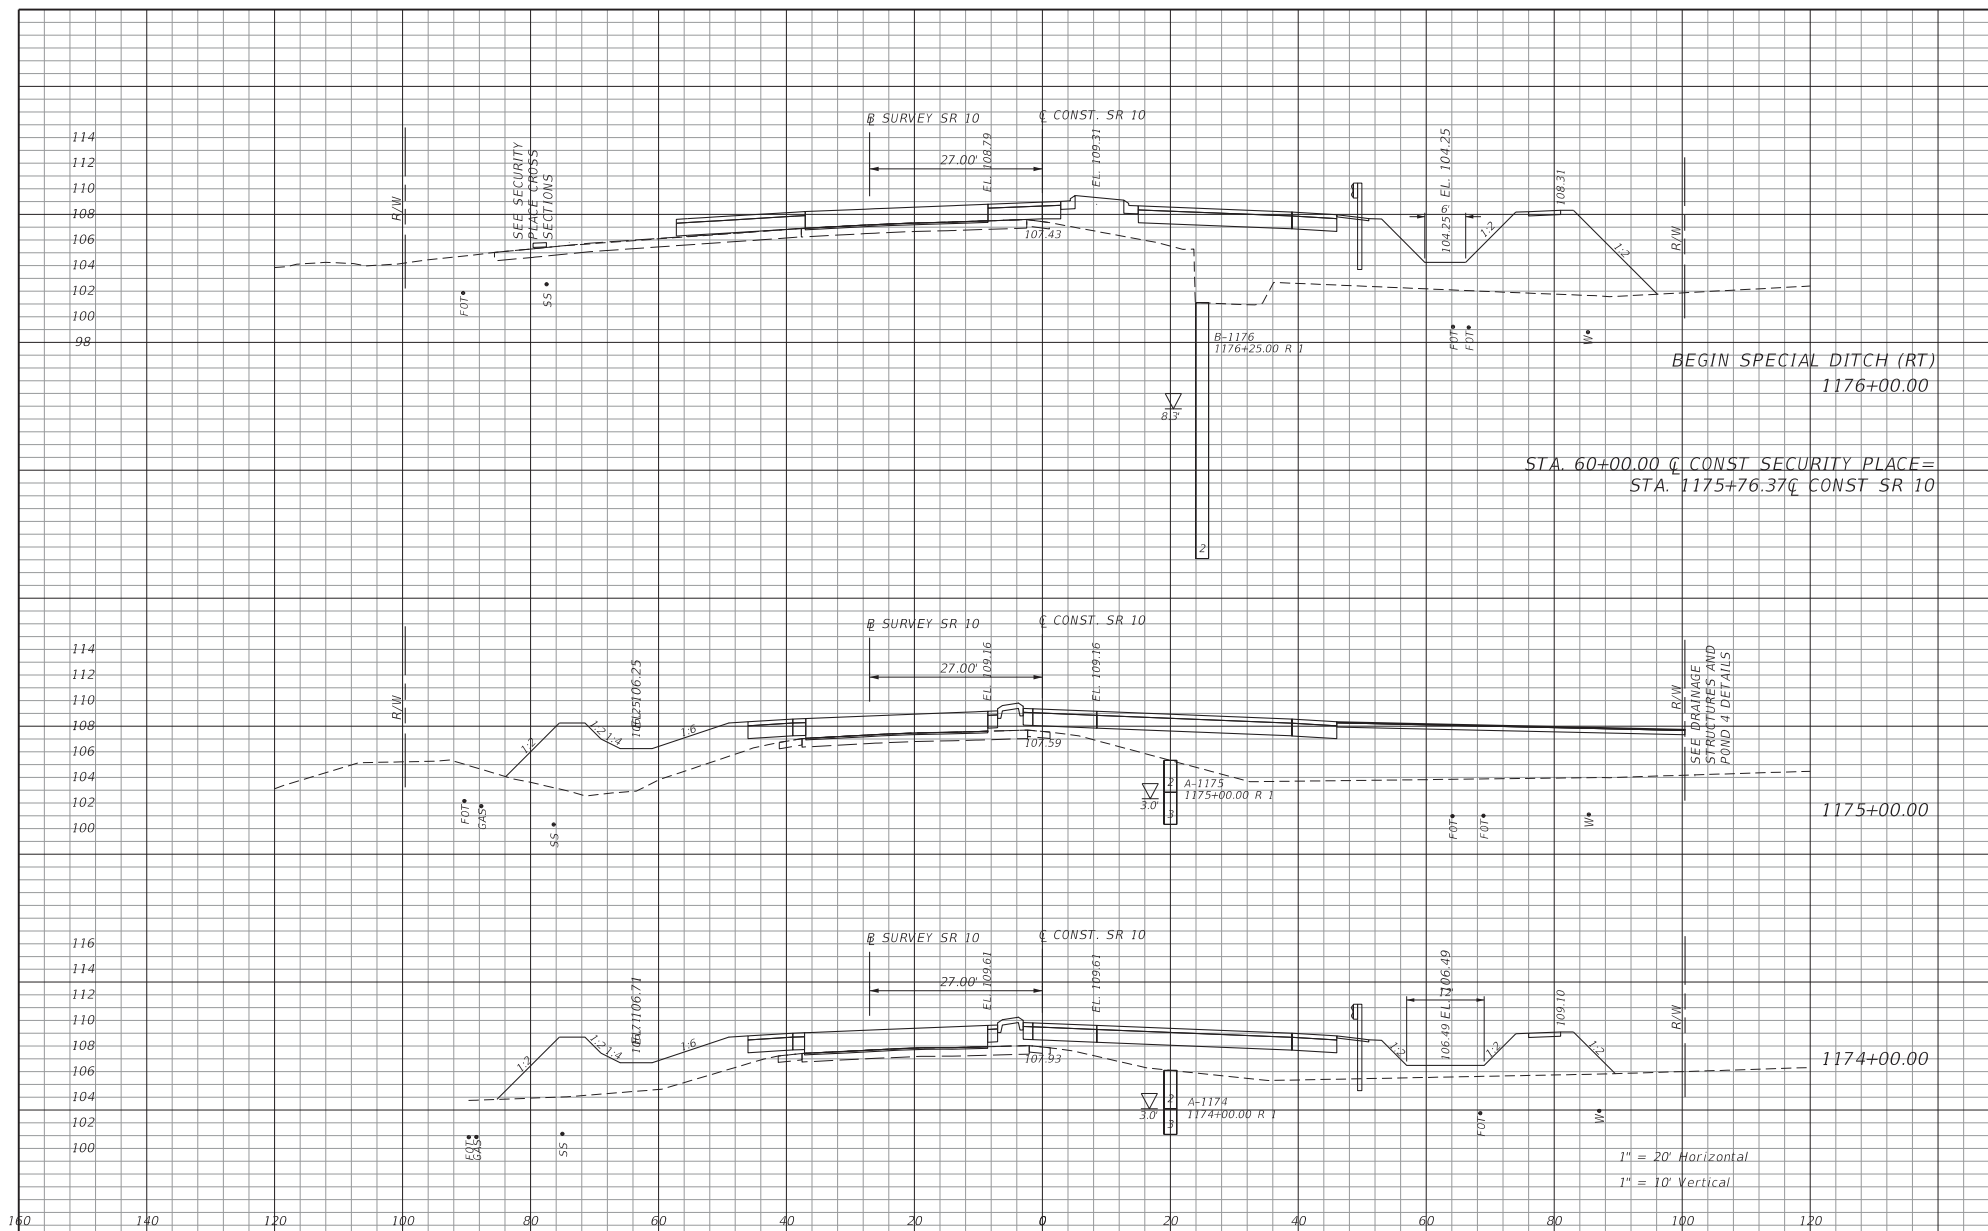 ℄ CONST. SR 10
B SURVEY SR 10
114
112
110
108
106
104
102
100
98
R/W
SEE SECURITY
PLACE CROSS
SECTIONS
27.00'
EL. 108.79
EL. 109.31
107.43
6'
104.25
EL. 104.25
1:2
108.31
1:2
R/W
FOT
SS
B-1176
1176+25.00 R 1
FOT
FOT
W
8.3'
2
BEGIN SPECIAL DITCH (RT)
1176+00.00
STA. 60+00.00 ℄ CONST SECURITY PLACE=
STA. 1175+76.37℄ CONST SR 10
℄ CONST. SR 10
B SURVEY SR 10
114
112
110
108
106
104
102
100
R/W
1:2
1:2
1:4
EL. 106.25
1:6
27.00'
EL. 109.16
EL. 109.16
107.59
R/W
SEE DRAINAGE
STRUCTURES AND
POND 4 DETAILS
FOT
GAS
SS
A-1175
1175+00.00 R 1
3.0'
2
3
FOT
FOT
W
1175+00.00
℄ CONST. SR 10
B SURVEY SR 10
116
114
112
110
108
106
104
102
100
1:2
1:2
1:4
EL. 106.71
1:6
27.00'
EL. 109.61
EL. 109.61
107.93
12'
106.49
EL. 106.49
1:2
1:2
109.10
1:2
R/W
1174+00.00
FOT
GAS
SS
A-1174
1174+00.00 R 1
3.0'
2
3
FOT
W
1" = 20' Horizontal
1" = 10' Vertical
160 140 120 100 80 60 40 20 0 20 40 60 80 100 120